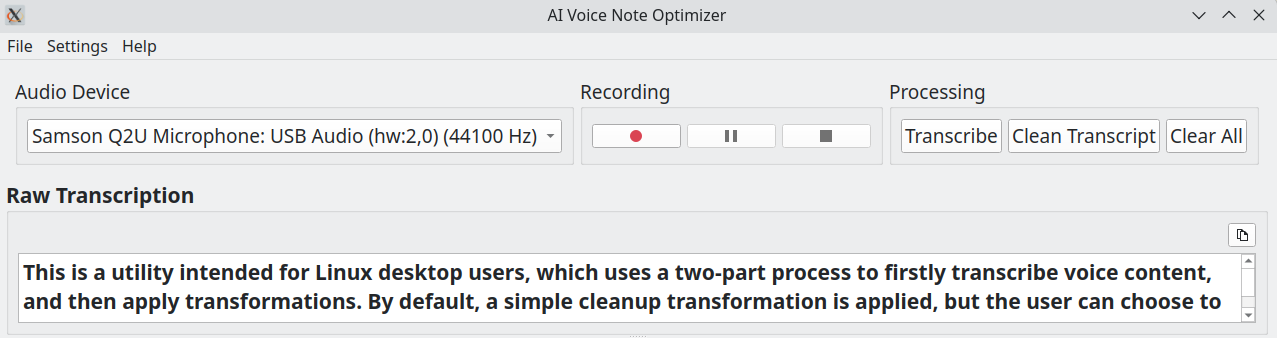 AI Voice Note Optimizer
File Settings Help
Audio Device Recording Processing
Samson Q2U Microphone: USB Audio (hw:2,0) (44100 Hz) Transcribe Clean Transcript Clear All
Raw Transcription
This is a utility intended for Linux desktop users, which uses a two-part process to firstly transcribe voice content,
and then apply transformations. By default, a simple cleanup transformation is applied, but the user can choose to